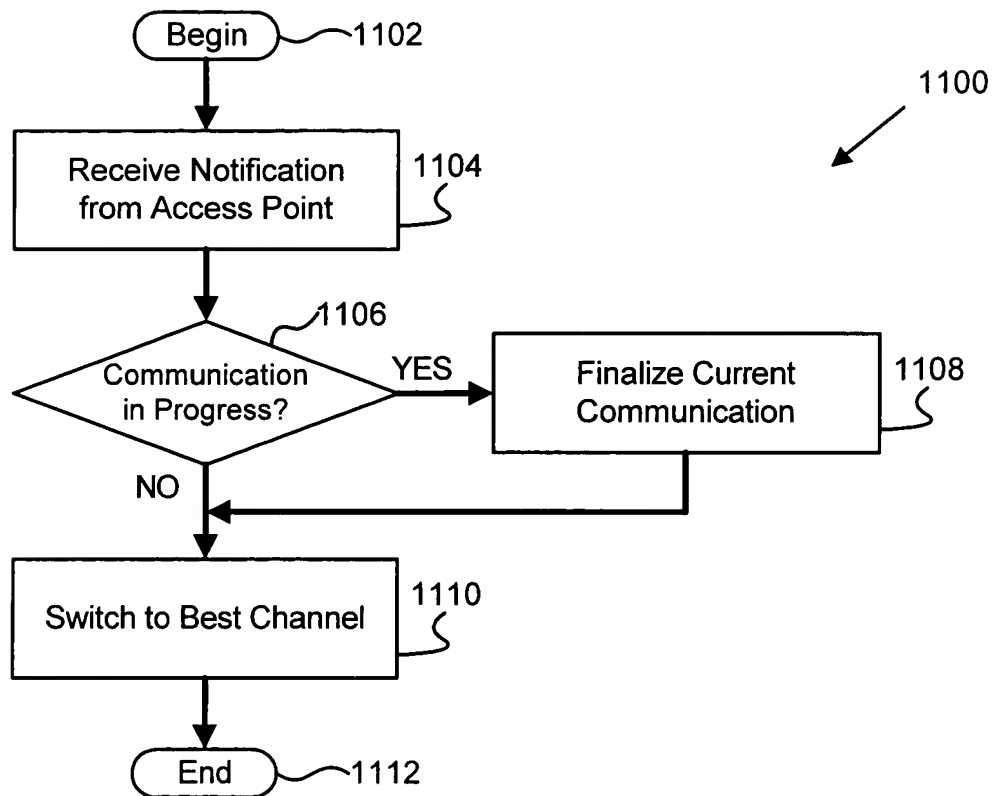 Begin
1102
1100
Receive Notification
from Access Point
1104
1106
Communication
in Progress?
YES
Finalize Current
Communication
1108
NO
Switch to Best Channel
1110
End
1112